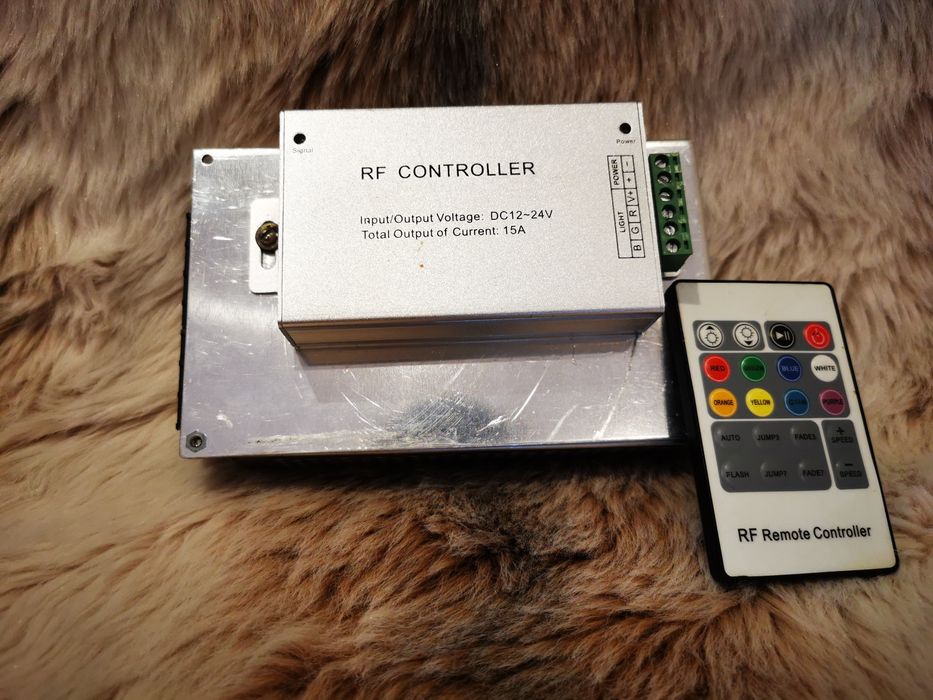 Signal
Power
RF CONTROLLER
Input/Output Voltage: DC12~24V
Total Output of Current: 15A
POWER
- +
LIGHT
V+ R G B
RED
GREEN
BLUE
WHITE
ORANGE
YELLOW
CYAN
PURPLE
AUTO
JUMP3
FADE3
+
SPEED
FLASH
JUMP7
FADE7
-
SPEED
RF Remote Controller